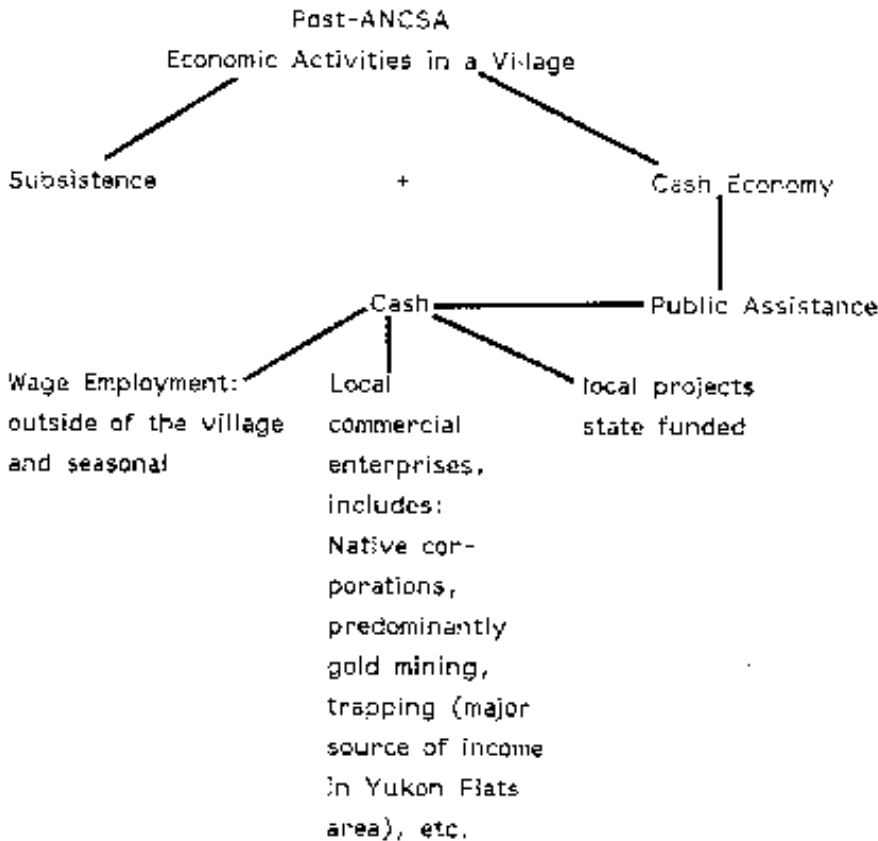 Post-ANCSA
Economic Activities in a Village
Subsistence + Cash Economy
Cash Public Assistance
Wage Employment:
outside of the village
and seasonal
Local
commercial
enterprises,
includes:
Native cor-
porations,
predominantly
gold mining,
trapping (major
source of income
in Yukon Flats
area), etc.
local projects
state funded